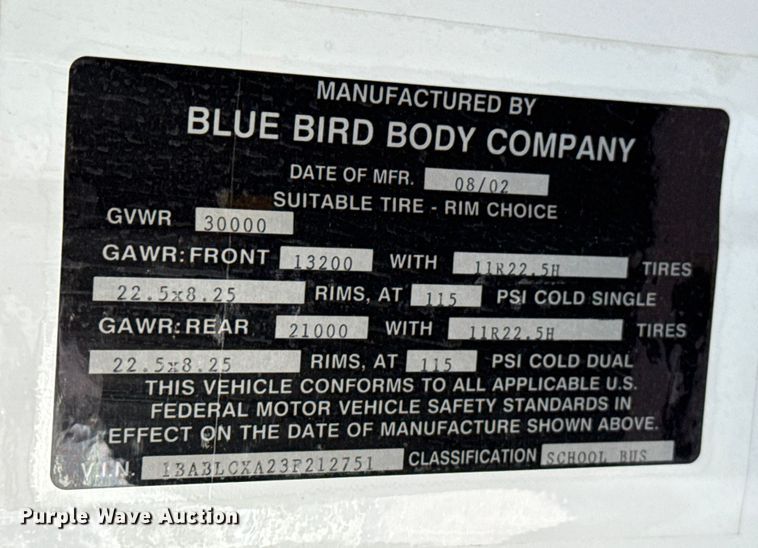 MANUFACTURED BY
BLUE BIRD BODY COMPANY
DATE OF MFR. 08/02
SUITABLE TIRE - RIM CHOICE
GVWR 30000
GAWR: FRONT 13200 WITH 11R22.5H TIRES
22.5x8.25 RIMS, AT 115 PSI COLD SINGLE
GAWR: REAR 21000 WITH 11R22.5H TIRES
22.5x8.25 RIMS, AT 115 PSI COLD DUAL
THIS VEHICLE CONFORMS TO ALL APPLICABLE U.S.
FEDERAL MOTOR VEHICLE SAFETY STANDARDS IN
EFFECT ON THE DATE OF MANUFACTURE SHOWN ABOVE.
V.I.N. 1BABLCXA23F212751 CLASSIFICATION SCHOOL BUS
Purple Wave Auction